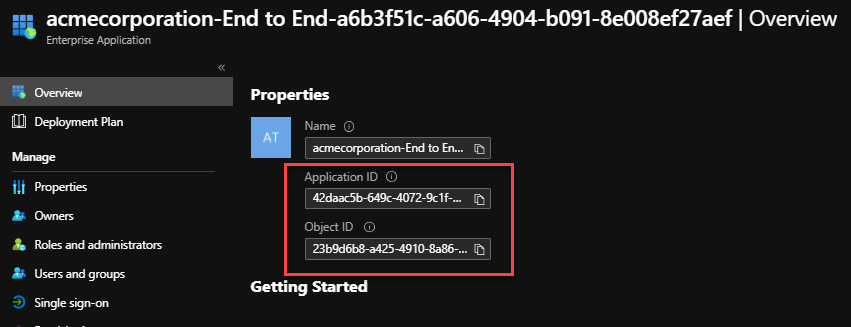 acmecorporation-End to End-a6b3f51c-a606-4904-b091-8e008ef27aef | Overview
Enterprise Application
«
Overview
Deployment Plan
Manage
Properties
Owners
Roles and administrators
Users and groups
Single sign-on
Properties
AT
Name
acmecorporation-End to En...
Application ID
42daac5b-649c-4072-9c1f-...
Object ID
23b9d6b8-a425-4910-8a86-...
Getting Started